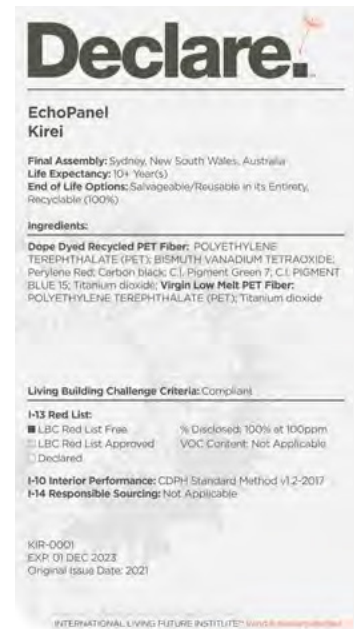 Declare.
EchoPanel
Kirei
Final Assembly: Sydney, New South Wales, Australia
Life Expectancy: 10+ Year(s)
End of Life Options: Salvageable/Reusable in its Entirety,
Recyclable (100%)
Ingredients:
Dope Dyed Recycled PET Fiber: POLYETHYLENE
TEREPHTHALATE (PET); BISMUTH VANADIUM TETRAOXIDE;
Perylene Red; Carbon black; C.I. Pigment Green 7; C.I. PIGMENT
BLUE 15; Titanium dioxide; Virgin Low Melt PET Fiber:
POLYETHYLENE TEREPHTHALATE (PET); Titanium dioxide
Living Building Challenge Criteria: Compliant
I-13 Red List:
LBC Red List Free % Disclosed: 100% at 100ppm
LBC Red List Approved VOC Content: Not Applicable
Declared
I-10 Interior Performance: CDPH Standard Method v1.2-2017
I-14 Responsible Sourcing: Not Applicable
KIR-0001
EXP. 01 DEC 2023
Original Issue Date: 2021
INTERNATIONAL LIVING FUTURE INSTITUTE™